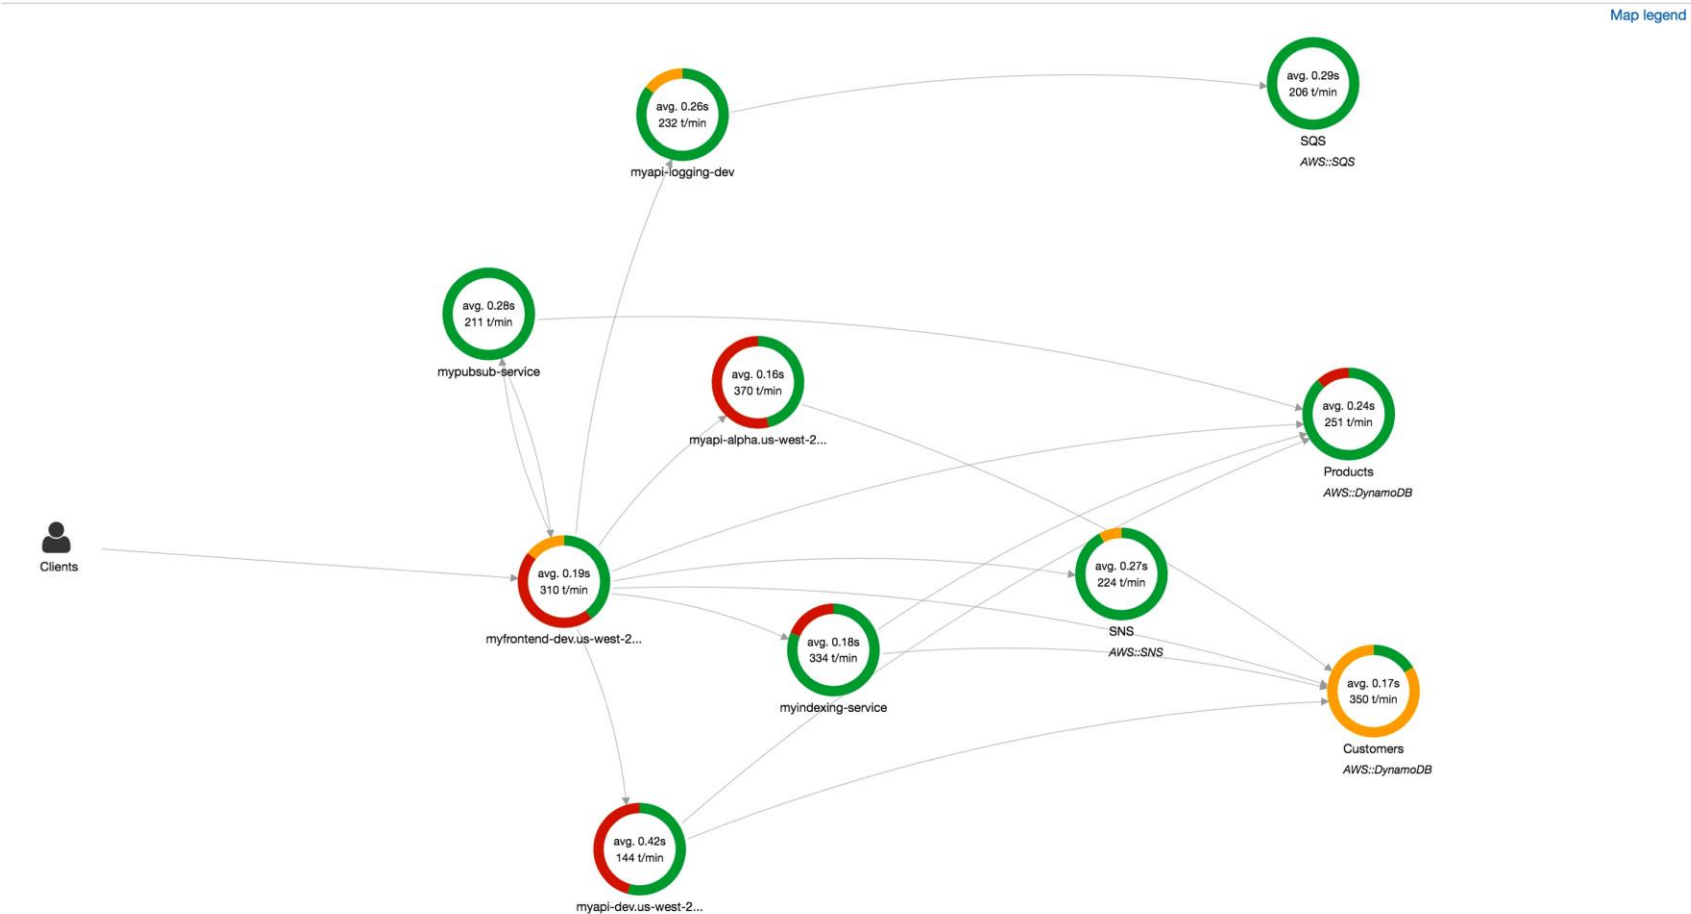 Map legend
avg. 0.29s
206 t/min
SQS
AWS::SQS
avg. 0.26s
232 t/min
myapi-logging-dev
avg. 0.28s
211 t/min
mypubsub-service
avg. 0.16s
370 t/min
myapi-alpha.us-west-2...
avg. 0.24s
251 t/min
Products
AWS::DynamoDB
Clients
avg. 0.19s
310 t/min
myfrontend-dev.us-west-2...
avg. 0.27s
224 t/min
SNS
AWS::SNS
avg. 0.18s
334 t/min
myindexing-service
avg. 0.17s
350 t/min
Customers
AWS::DynamoDB
avg. 0.42s
144 t/min
myapi-dev.us-west-2...